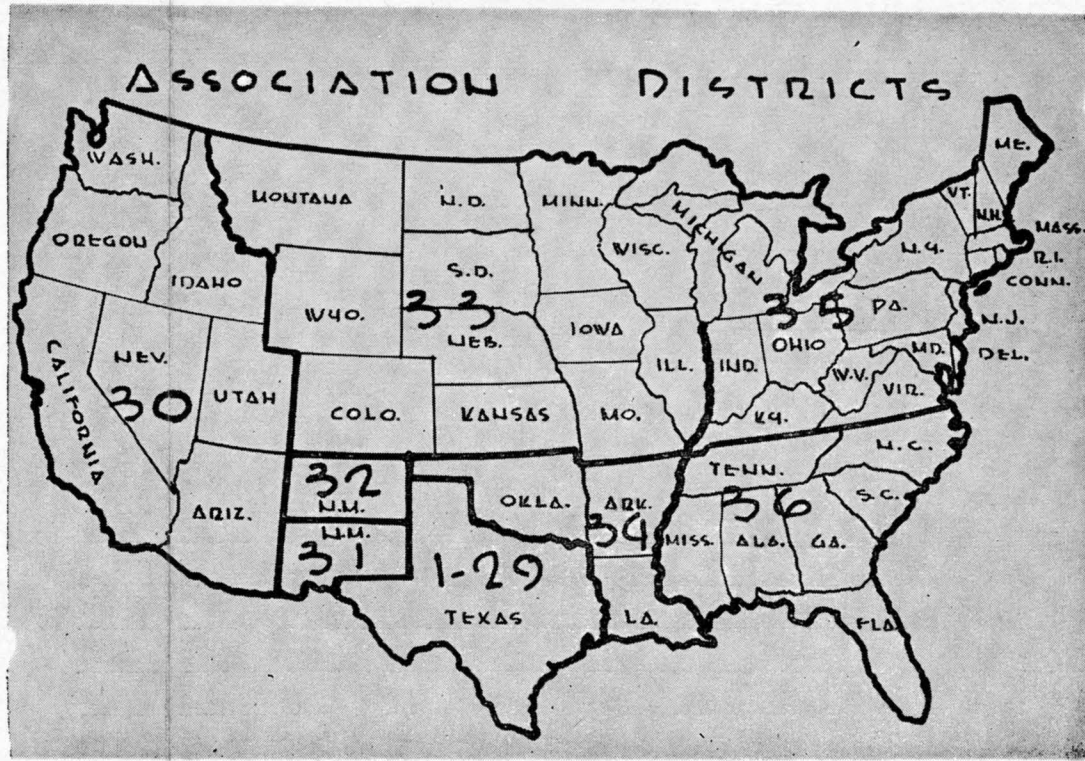 ASSOCIATION DISTRICTS
WASH.
MONTANA
N.D.
MINN.
MICHIGAN
ME.
VT.
N.H.
MASS.
OREGON
IDAHO
S.D.
WISC.
N.Y.
R.I.
CONN.
WYO.
33
NEB.
IOWA
35
OHIO
PA.
N.J.
DEL.
MD.
CALIFORNIA
NEV.
30
UTAH
COLO.
KANSAS
ILL.
IND.
MO.
KY.
W.V.
VIR.
N.C.
TENN.
S.C.
ARIZ.
32
N.M.
N.M.
31
OKLA.
ARK.
34
MISS.
36
ALA.
GA.
1-29
TEXAS
LA.
FLA.